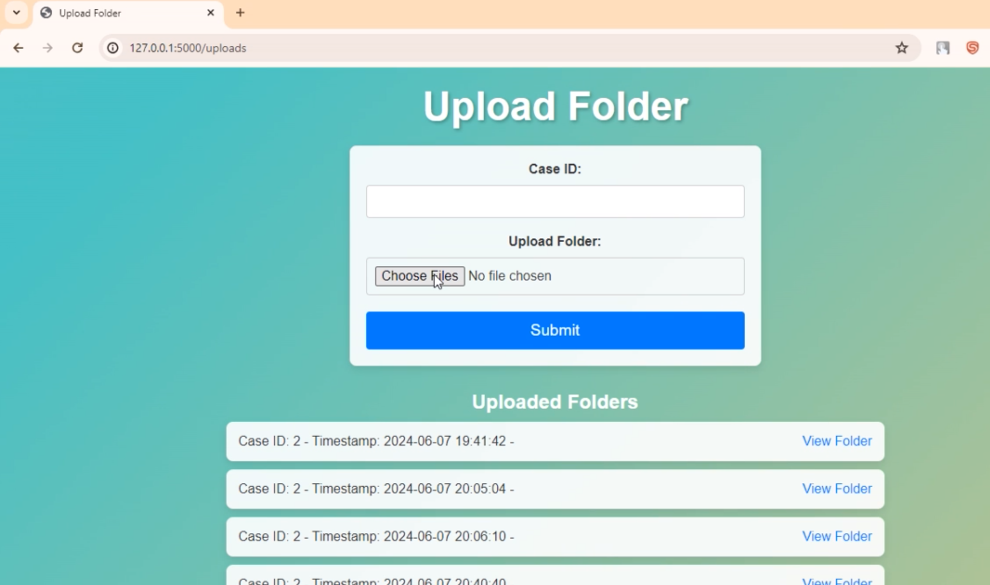 Upload Folder
127.0.0.1:5000/uploads
Upload Folder
Case ID:
Upload Folder:
Choose Files No file chosen
Submit
Uploaded Folders
Case ID: 2 - Timestamp: 2024-06-07 19:41:42 - View Folder
Case ID: 2 - Timestamp: 2024-06-07 20:05:04 - View Folder
Case ID: 2 - Timestamp: 2024-06-07 20:06:10 - View Folder
Case ID: 2 - Timestamp: 2024-06-07 20:40:40 View Folder